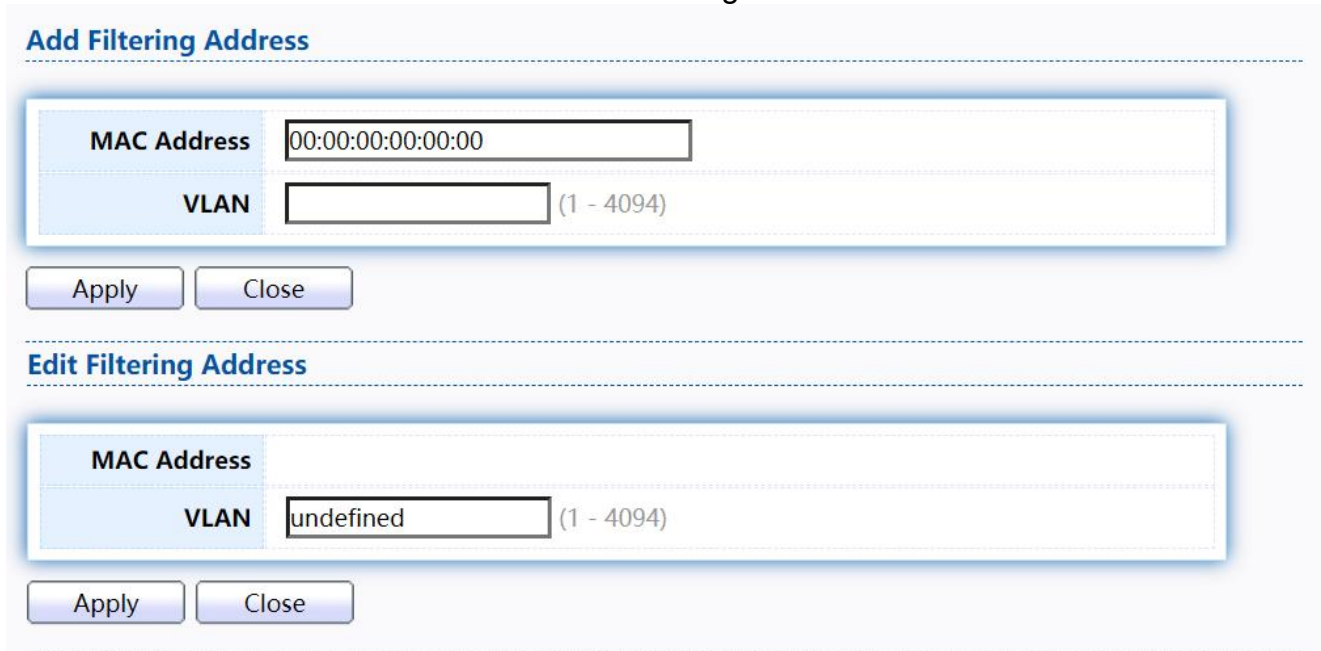 Add Filtering Address
MAC Address 00:00:00:00:00:00
VLAN (1 - 4094)
Apply Close
Edit Filtering Address
MAC Address
VLAN undefined (1 - 4094)
Apply Close